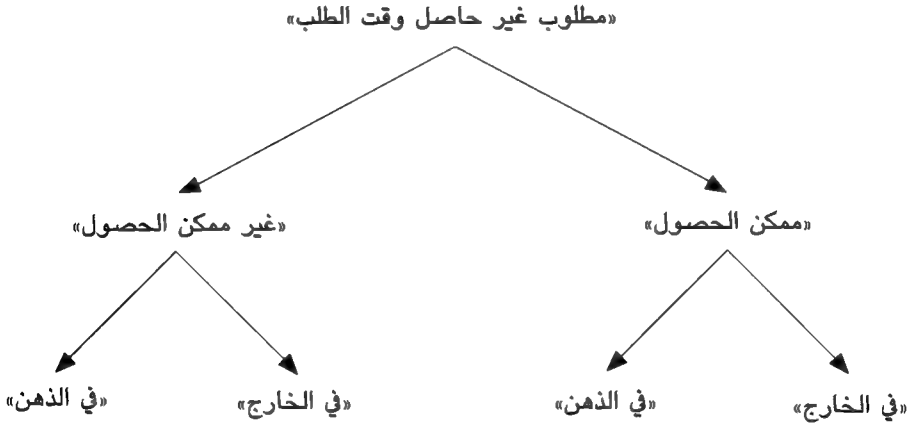 «مطلوب غير حاصل وقت الطلب»
«ممكن الحصول»
«غير ممكن الحصول»
«في الخارج»
«في الذهن»
«في الخارج»
«في الذهن»